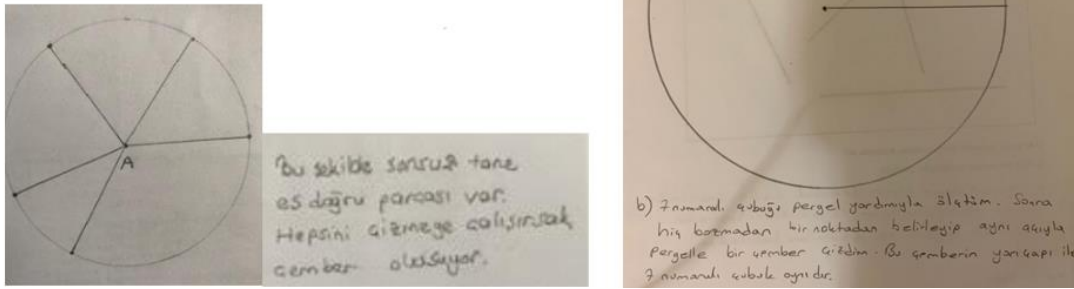 A
Bu şekilde sonsuz tane
eş doğru parçası var.
Hepsini çizmeye çalışırsak
çember oluşuyor.
b) 7 numaralı çubuğu pergel yardımıyla ölçtüm. Sonra
hiç bozmadan bir noktadan belirleyip aynı açıyla
pergelle bir çember çizdim. Bu çemberin yarıçapı ile
7 numaralı çubuk aynıdır.